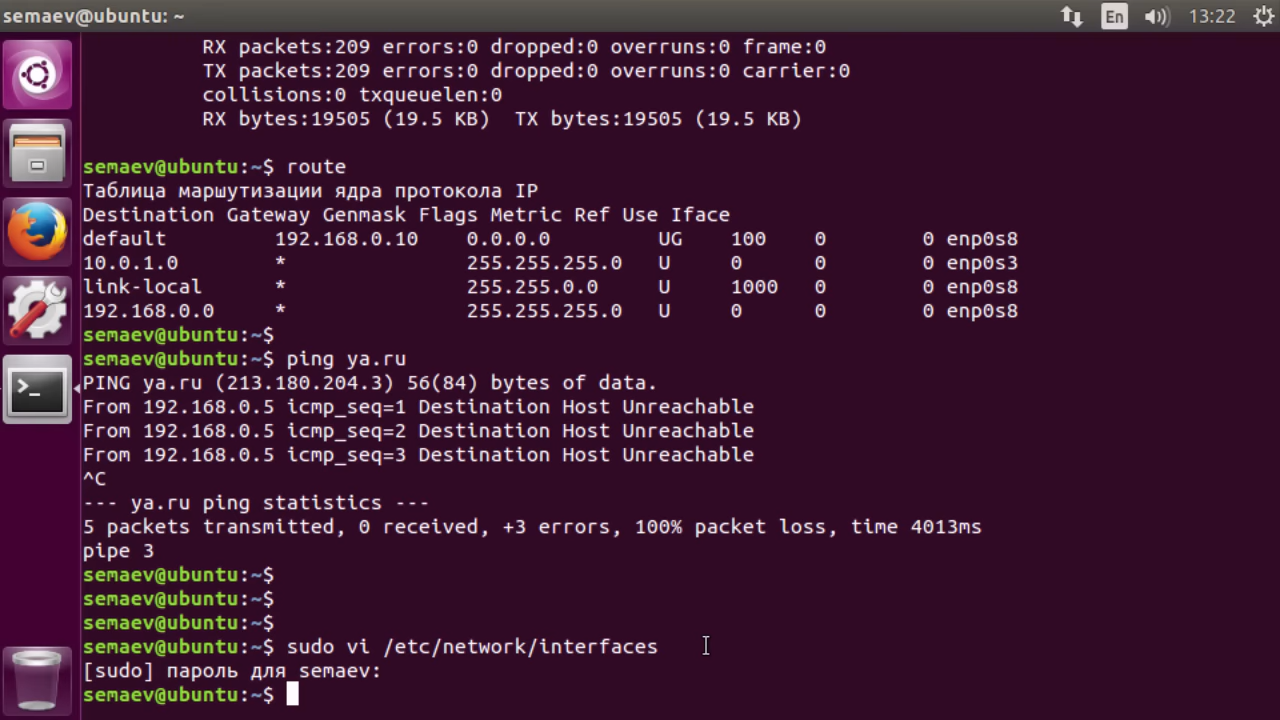 semaev@ubuntu: ~
En
13:22
RX packets:209 errors:0 dropped:0 overruns:0 frame:0
TX packets:209 errors:0 dropped:0 overruns:0 carrier:0
collisions:0 txqueuelen:0
RX bytes:19505 (19.5 KB)  TX bytes:19505 (19.5 KB)
semaev@ubuntu:~$ route
Таблица маршутизации ядра протокола IP
Destination Gateway Genmask Flags Metric Ref Use Iface
default         192.168.0.10    0.0.0.0         UG    100    0        0 enp0s8
10.0.1.0        *               255.255.255.0   U     0      0        0 enp0s3
link-local      *               255.255.0.0     U     1000   0        0 enp0s8
192.168.0.0     *               255.255.255.0   U     0      0        0 enp0s8
semaev@ubuntu:~$
semaev@ubuntu:~$ ping ya.ru
PING ya.ru (213.180.204.3) 56(84) bytes of data.
From 192.168.0.5 icmp_seq=1 Destination Host Unreachable
From 192.168.0.5 icmp_seq=2 Destination Host Unreachable
From 192.168.0.5 icmp_seq=3 Destination Host Unreachable
^C
--- ya.ru ping statistics ---
5 packets transmitted, 0 received, +3 errors, 100% packet loss, time 4013ms
pipe 3
semaev@ubuntu:~$
semaev@ubuntu:~$
semaev@ubuntu:~$
semaev@ubuntu:~$ sudo vi /etc/network/interfaces
[sudo] пароль для semaev:
semaev@ubuntu:~$